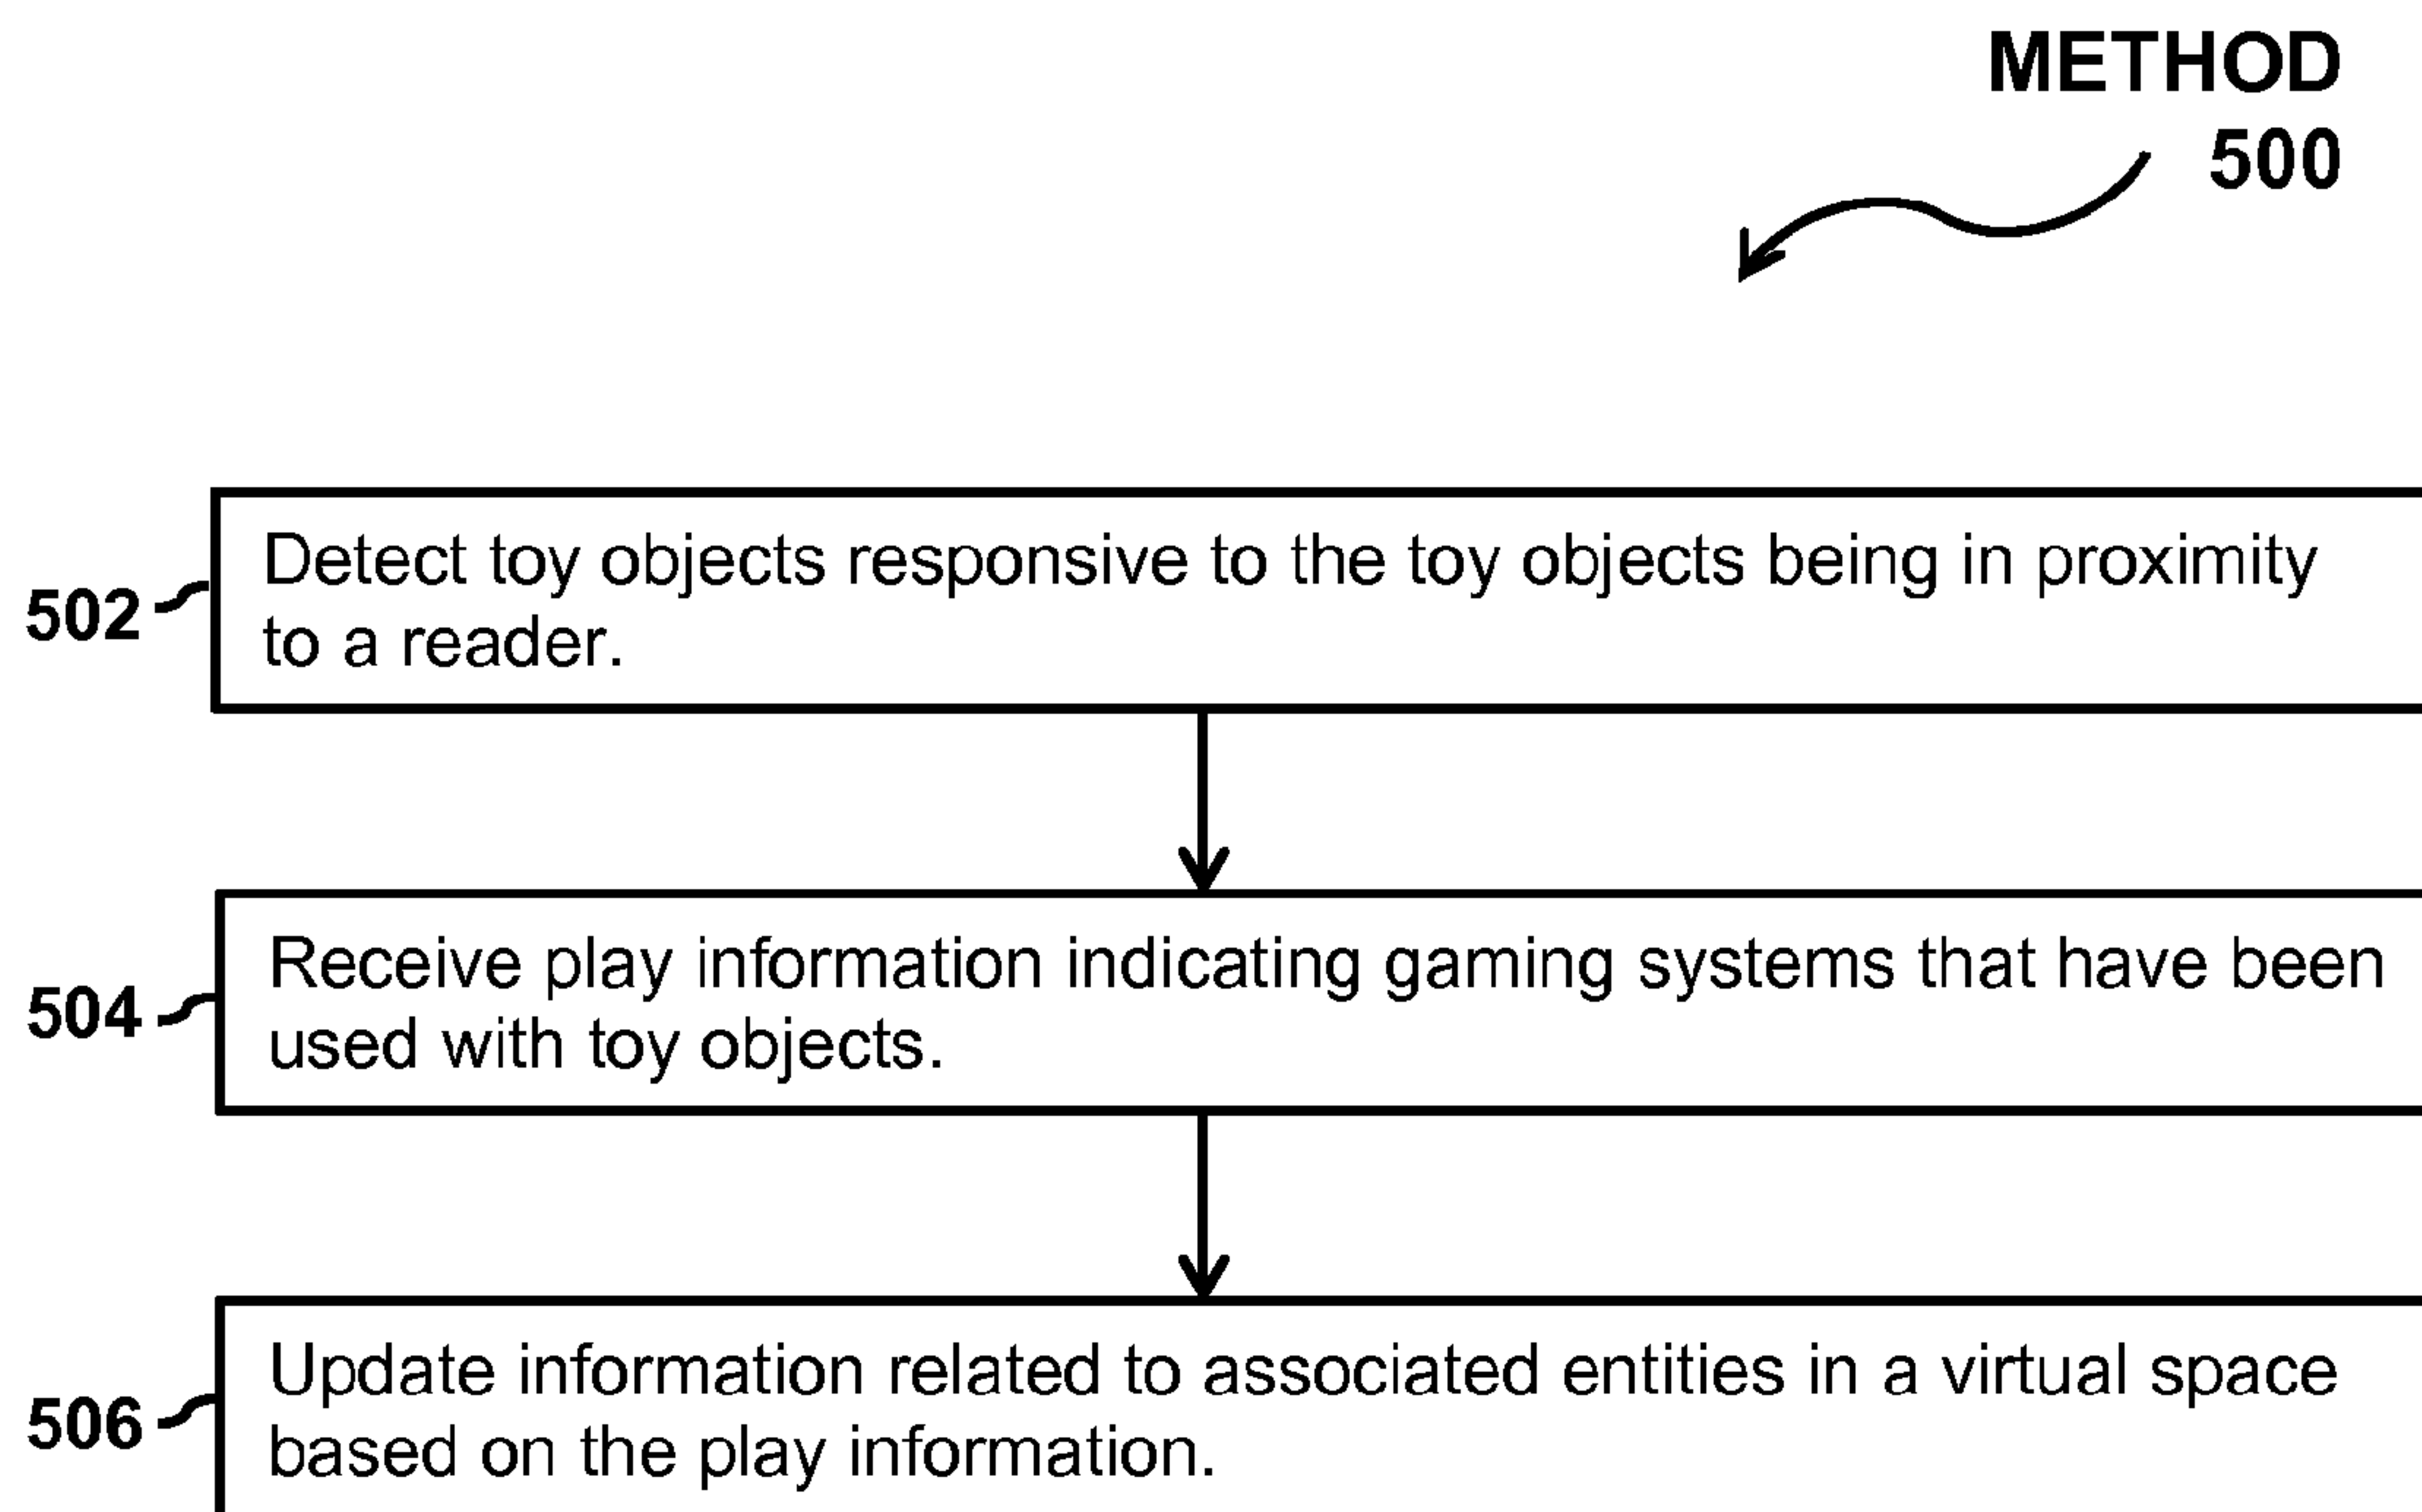 METHOD
500
502
Detect toy objects responsive to the toy objects being in proximity
to a reader.
504
Receive play information indicating gaming systems that have been
used with toy objects.
506
Update information related to associated entities in a virtual space
based on the play information.